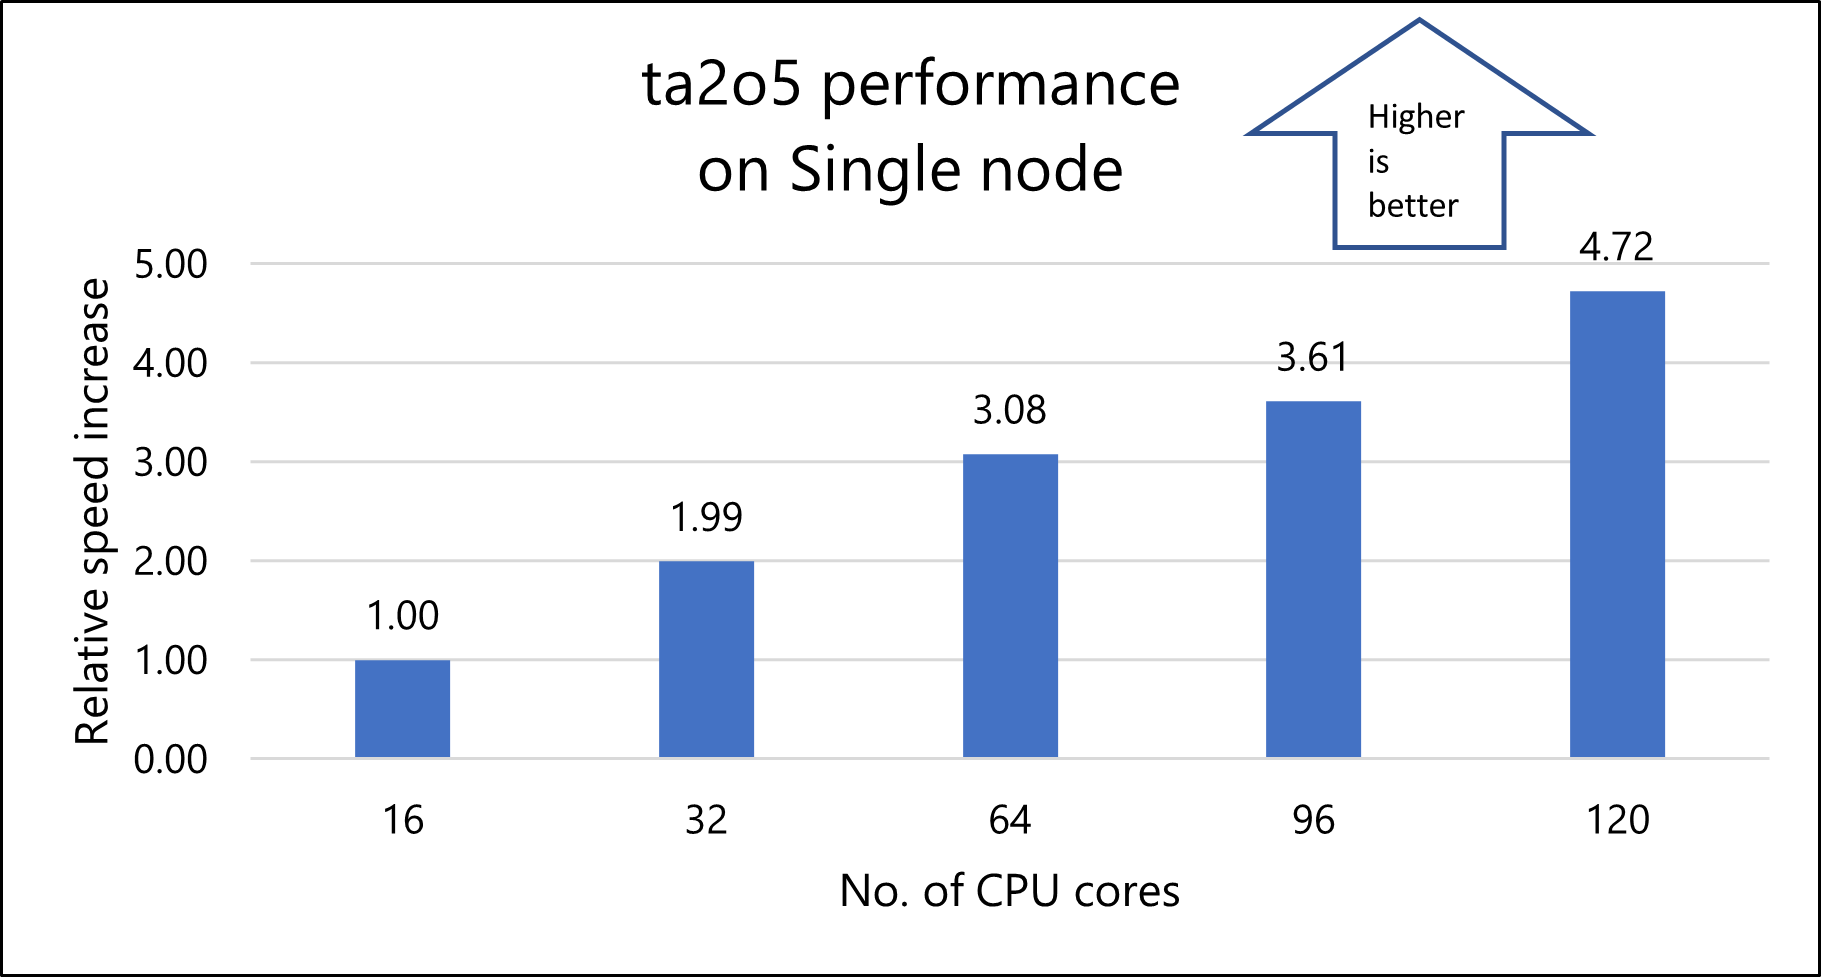 ta2o5 performance
on Single node
Higher
is
better
Relative speed increase
5.00
4.00
3.00
2.00
1.00
0.00
1.00
1.99
3.08
3.61
4.72
16
32
64
96
120
No. of CPU cores